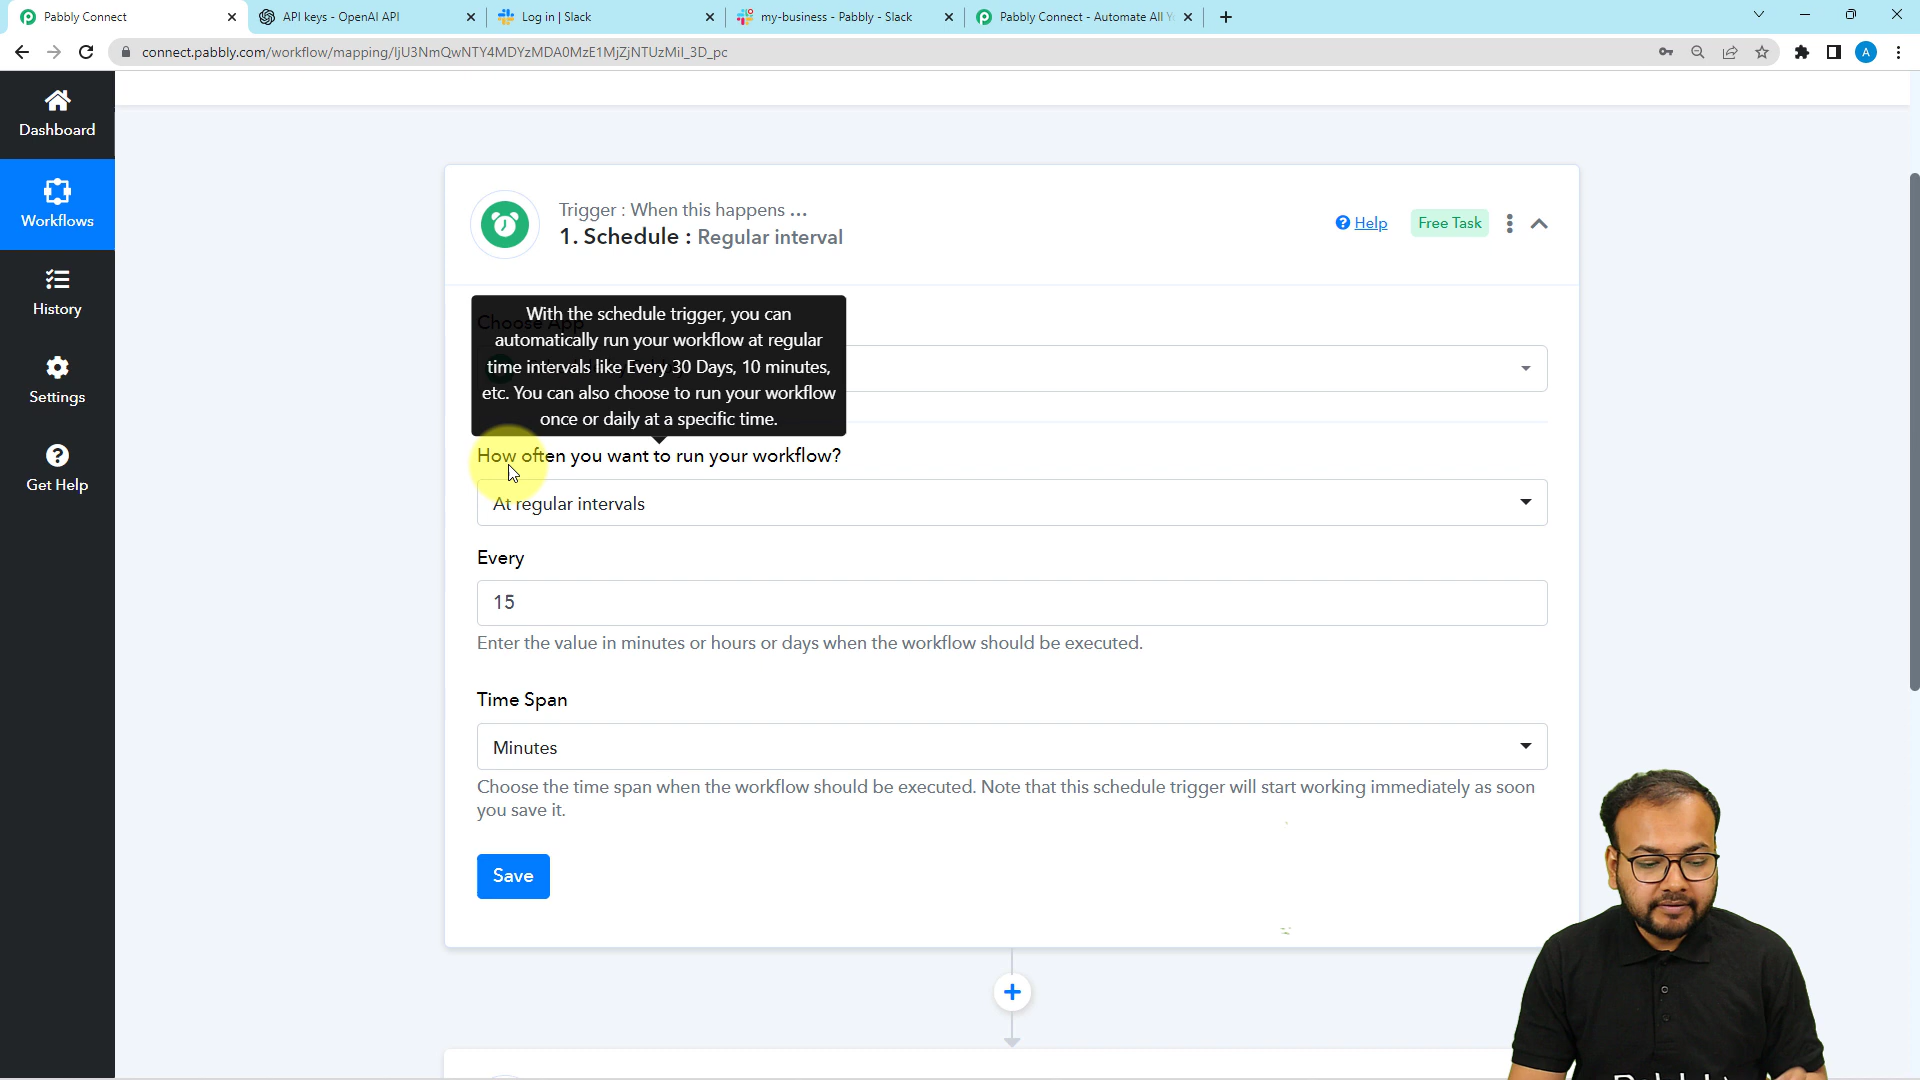 Pabbly Connect
API keys - OpenAI API
Log in | Slack
my-business - Pabbly - Slack
Pabbly Connect - Automate All Y
connect.pabbly.com/workflow/mapping/IjU3NmQwNTY4MDYzMDA0MzE1MjZjNTUzMiI_3D_pc
A
Dashboard
Workflows
History
Settings
Get Help
Trigger : When this happens ...
1. Schedule : Regular interval
Help
Free Task
Choose App
With the schedule trigger, you can
automatically run your workflow at regular
time intervals like Every 30 Days, 10 minutes,
etc. You can also choose to run your workflow
once or daily at a specific time.
How often you want to run your workflow?
At regular intervals
Every
15
Enter the value in minutes or hours or days when the workflow should be executed.
Time Span
Minutes
Choose the time span when the workflow should be executed. Note that this schedule trigger will start working immediately as soon
you save it.
Save